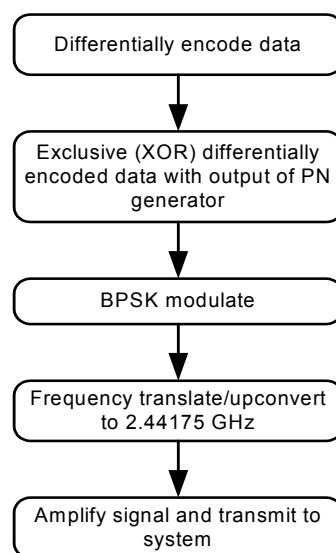 Differentially encode data
Exclusive (XOR) differentially
encoded data with output of PN
generator
BPSK modulate
Frequency translate/upconvert
to 2.44175 GHz
Amplify signal and transmit to
system